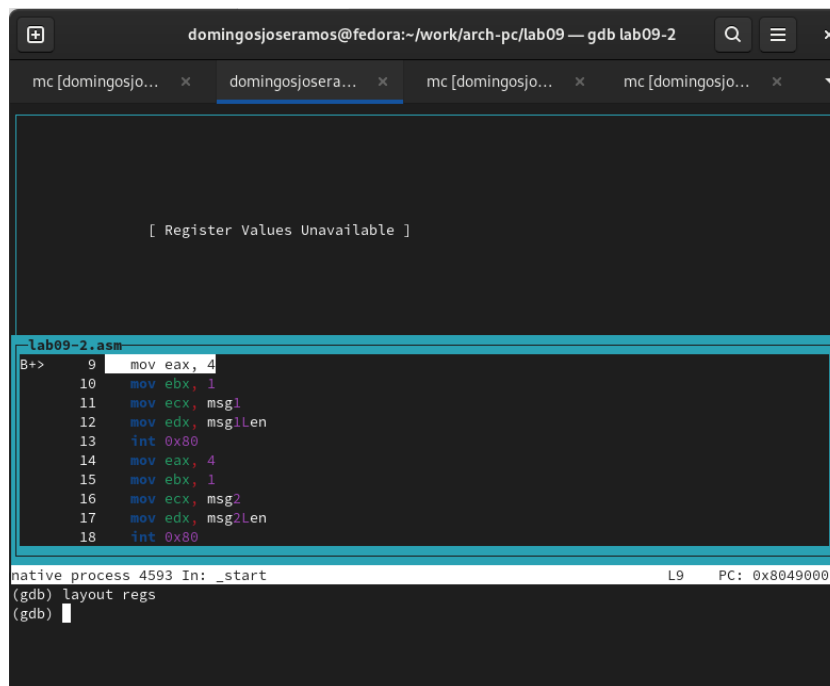 domingosjoseramos@fedora:~/work/arch-pc/lab09 — gdb lab09-2
mc [domingosjo... × domingosjosera... × mc [domingosjo... × mc [domingosjo... ×
[ Register Values Unavailable ]
lab09-2.asm
B+> 9 mov eax, 4
10 mov ebx, 1
11 mov ecx, msg1
12 mov edx, msg1Len
13 int 0x80
14 mov eax, 4
15 mov ebx, 1
16 mov ecx, msg2
17 mov edx, msg2Len
18 int 0x80
native process 4593 In: _start L9 PC: 0x8049000
(gdb) layout regs
(gdb)